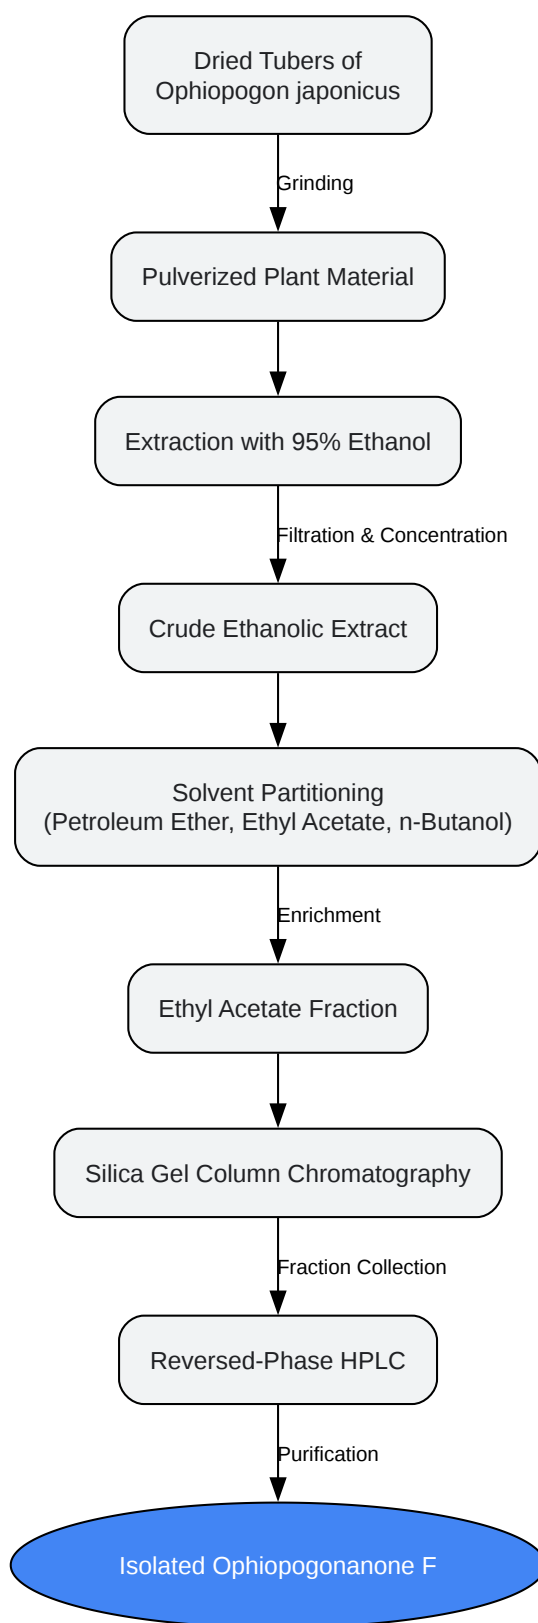 Dried Tubers of
Ophiopogon japonicus
Grinding
Pulverized Plant Material
Extraction with 95% Ethanol
Filtration & Concentration
Crude Ethanolic Extract
Solvent Partitioning
(Petroleum Ether, Ethyl Acetate, n-Butanol)
Enrichment
Ethyl Acetate Fraction
Silica Gel Column Chromatography
Fraction Collection
Reversed-Phase HPLC
Purification
Isolated Ophiopogonanone F